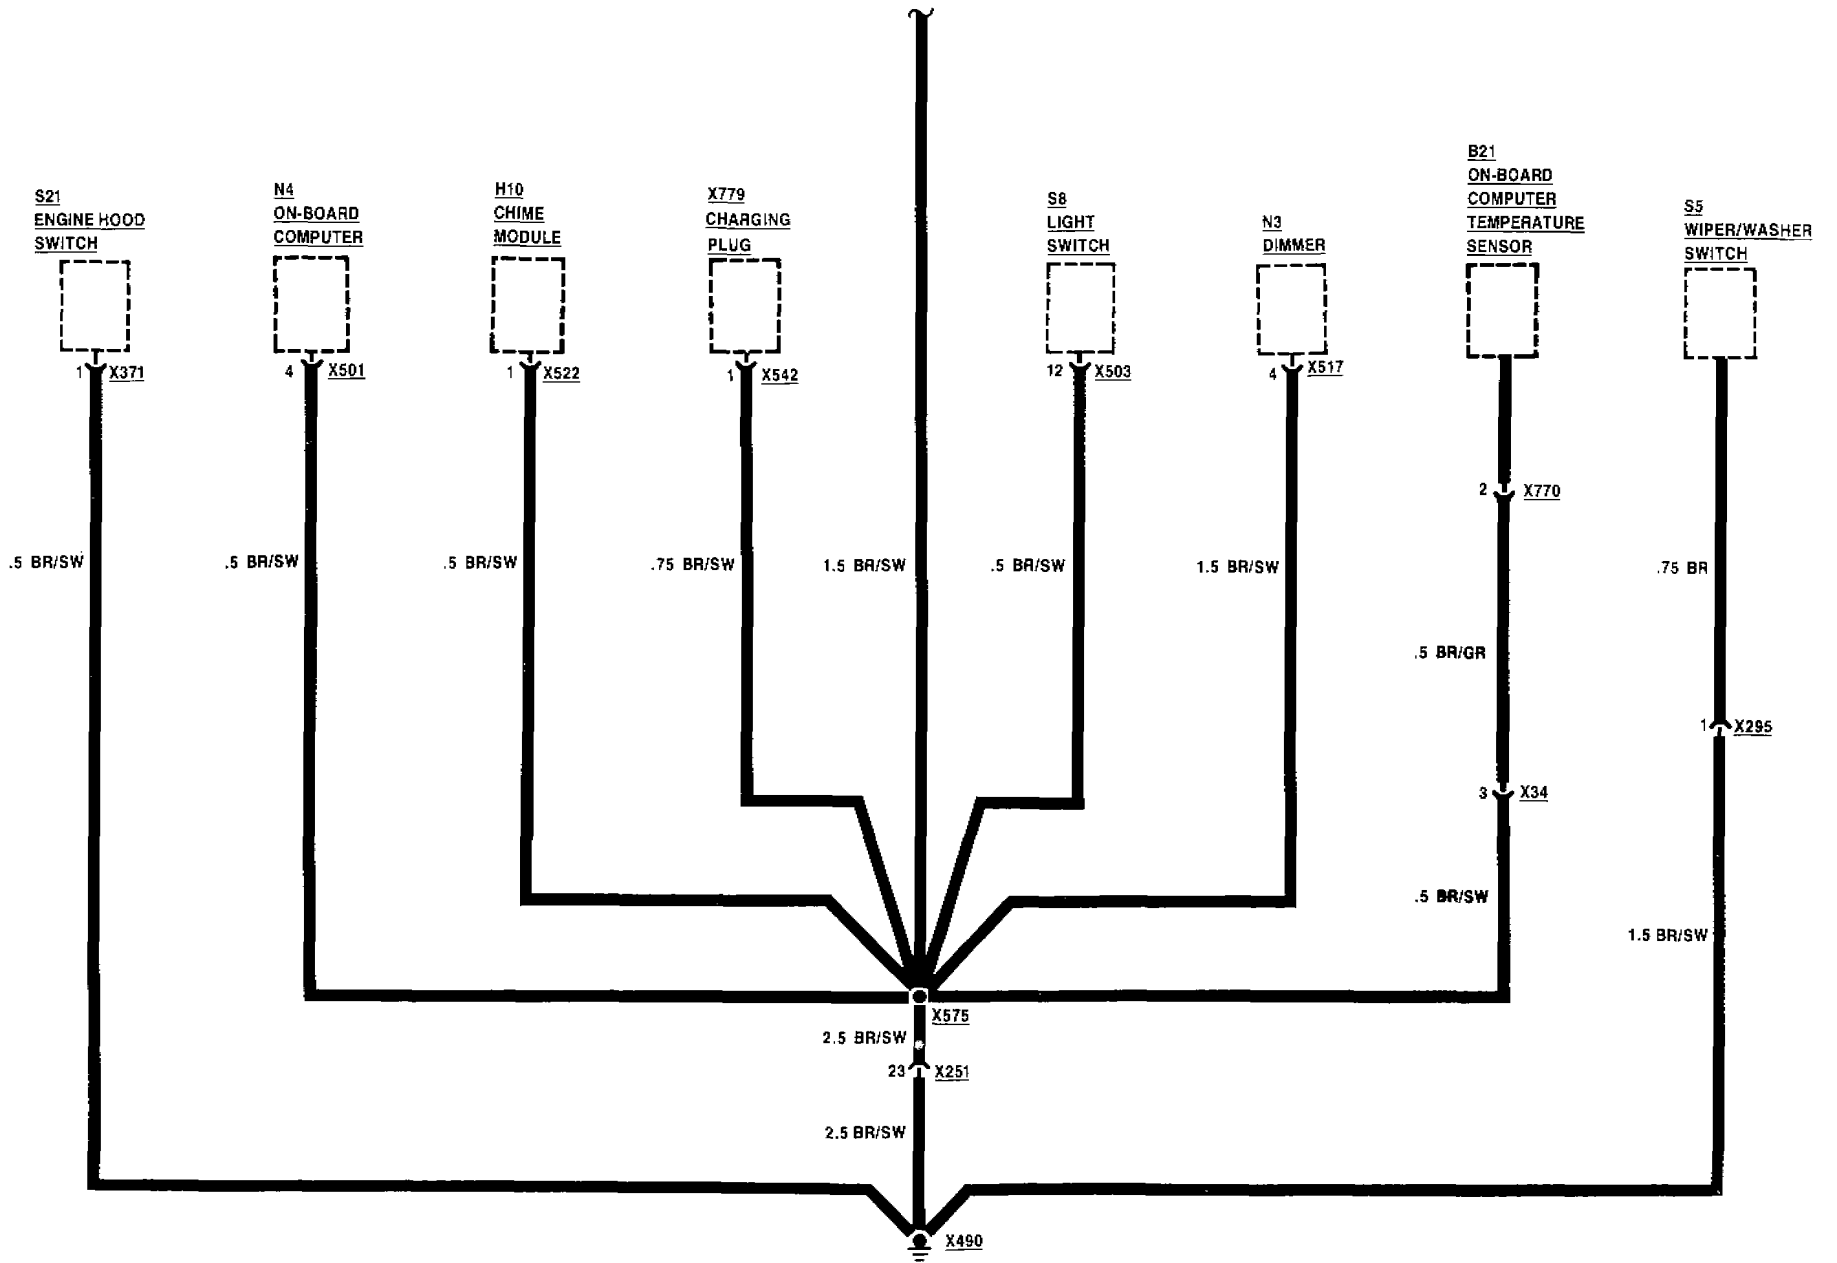 S21
ENGINE HOOD
SWITCH
N4
ON-BOARD
COMPUTER
H10
CHIME
MODULE
X779
CHARGING
PLUG
S8
LIGHT
SWITCH
N3
DIMMER
B21
ON-BOARD
COMPUTER
TEMPERATURE
SENSOR
S5
WIPER/WASHER
SWITCH
1 X371
4 X501
1 X522
1 X542
12 X503
4 X517
2 X770
.5 BR/SW
.5 BR/SW
.5 BR/SW
.75 BR/SW
1.5 BR/SW
.5 BR/SW
1.5 BR/SW
.75 BR
.5 BR/GR
1 X295
3 X34
.5 BR/SW
1.5 BR/SW
X575
2.5 BR/SW
23 X251
2.5 BR/SW
X490